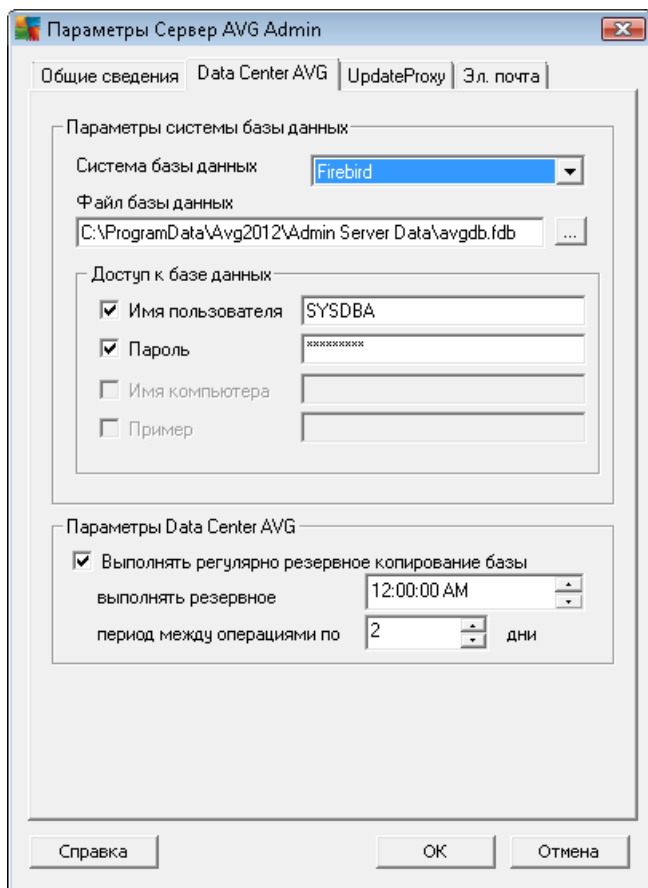 Параметры Сервер AVG Admin
Общие сведения Data Center AVG UpdateProxy Эл. почта
Параметры системы базы данных
Система базы данных Firebird
Файл базы данных
C:\ProgramData\Avg2012\Admin Server Data\avgdb.fdb ...
Доступ к базе данных
Имя пользователя SYSDBA
Пароль ×××××××××
Имя компьютера
Пример
Параметры Data Center AVG
Выполнять регулярно резервное копирование базы
выполнять резервное 12:00:00 AM
период между операциями по 2 дни
Справка ОК Отмена